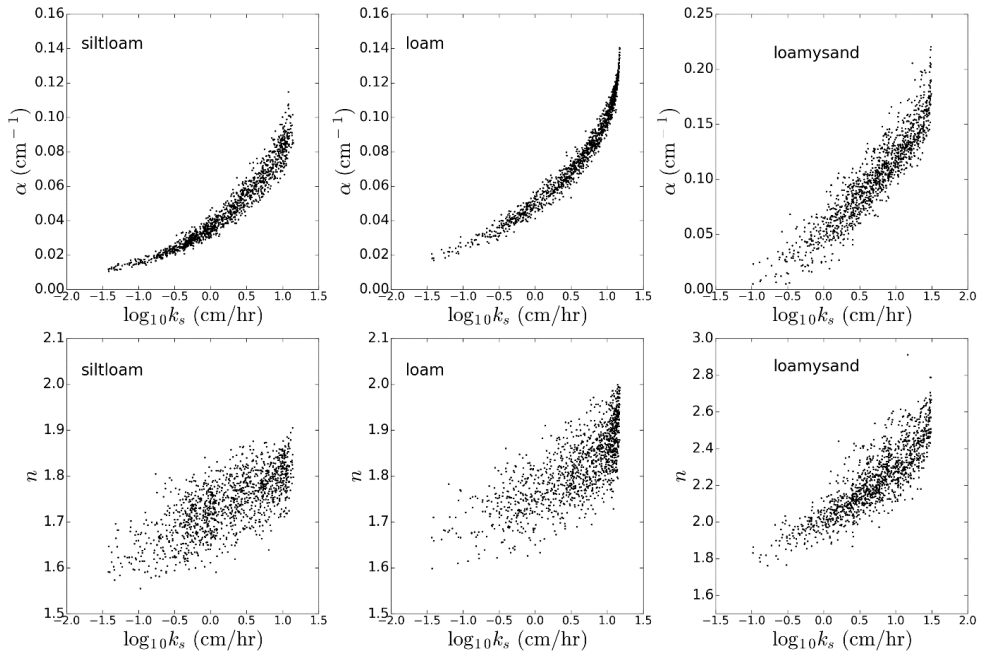 0.16
0.14
0.12
0.10
0.08
0.06
0.04
0.02
0.00
α (cm⁻¹)
siltloam
−2.0 −1.5 −1.0 −0.5 0.0 0.5 1.0 1.5
log₁₀kₛ (cm/hr)
0.16
0.14
0.12
0.10
0.08
0.06
0.04
0.02
0.00
α (cm⁻¹)
loam
−2.0 −1.5 −1.0 −0.5 0.0 0.5 1.0 1.5
log₁₀kₛ (cm/hr)
0.25
0.20
0.15
0.10
0.05
0.00
α (cm⁻¹)
loamysand
−1.5 −1.0 −0.5 0.0 0.5 1.0 1.5 2.0
log₁₀kₛ (cm/hr)
2.1
2.0
1.9
1.8
1.7
1.6
1.5
n
siltloam
−2.0 −1.5 −1.0 −0.5 0.0 0.5 1.0 1.5
log₁₀kₛ (cm/hr)
2.1
2.0
1.9
1.8
1.7
1.6
1.5
n
loam
−2.0 −1.5 −1.0 −0.5 0.0 0.5 1.0 1.5
log₁₀kₛ (cm/hr)
3.0
2.8
2.6
2.4
2.2
2.0
1.8
1.6
n
loamysand
−1.5 −1.0 −0.5 0.0 0.5 1.0 1.5 2.0
log₁₀kₛ (cm/hr)